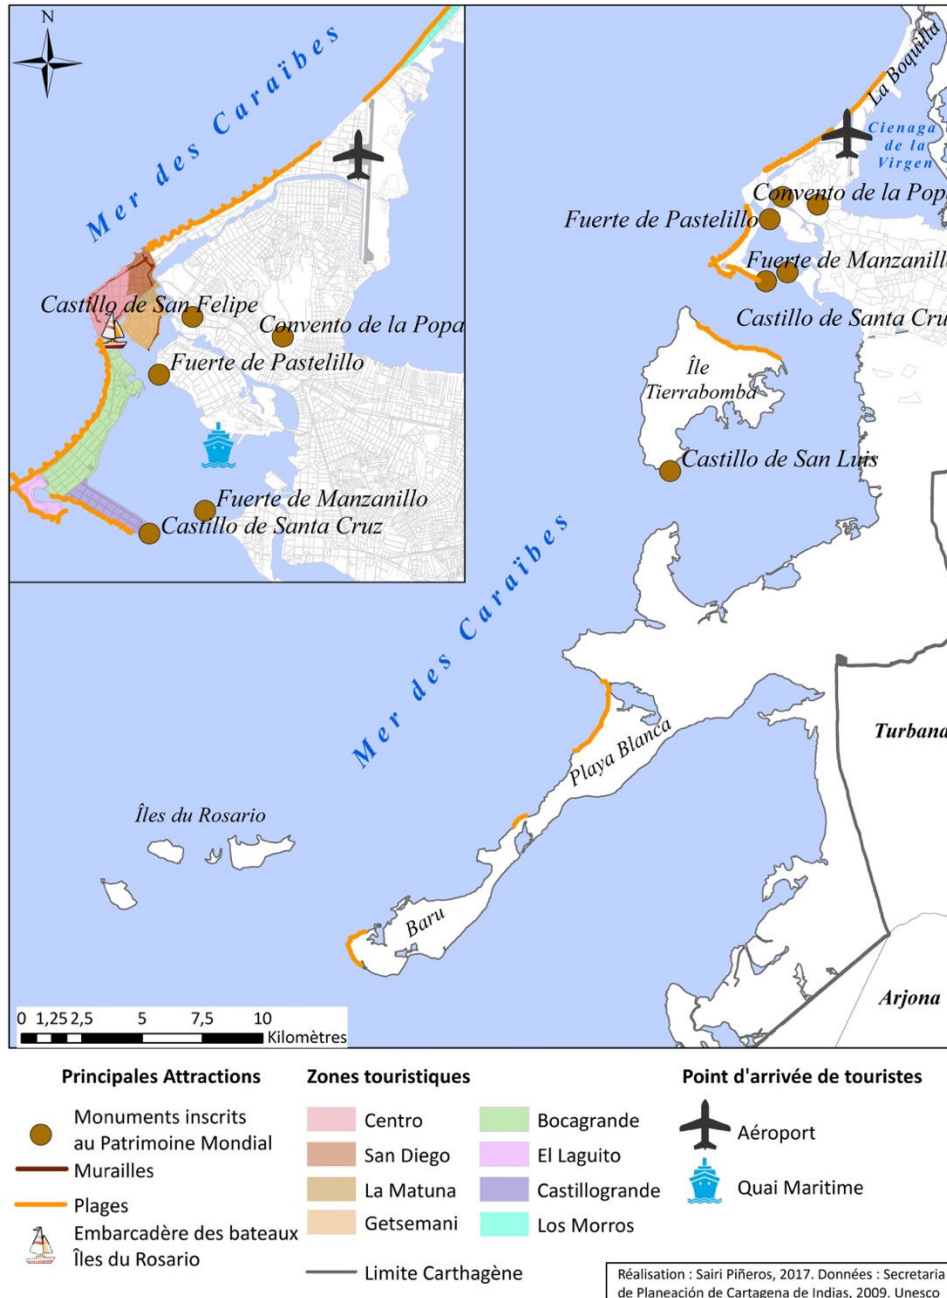 N
Mer des Caraïbes
Castillo de San Felipe
Convento de la Popa
Fuerte de Pastelillo
Fuerte de Manzanillo
Castillo de Santa Cruz
La Boquilla
Cienaga
de la
Virgen
Convento de la Popa
Fuerte de Pastelillo
Fuerte de Manzanillo
Castillo de Santa Cruz
Île
Tierrabomba
Castillo de San Luis
Mer des Caraïbes
Playa Blanca
Turbana
Îles du Rosario
Baru
Arjona
0 1,25 2,5 5 7,5 10
Kilomètres
Principales Attractions
Monuments inscrits
au Patrimoine Mondial
Murailles
Plages
Embarcadère des bateaux
Îles du Rosario
Zones touristiques
Centro
San Diego
La Matuna
Getsemani
Bocagrande
El Laguito
Castillogrande
Los Morros
Limite Carthagène
Point d'arrivée de touristes
Aéroport
Quai Maritime
Réalisation : Sairi Piñeros, 2017. Données : Secretaria
de Planeación de Cartagena de Indias, 2009. Unesco